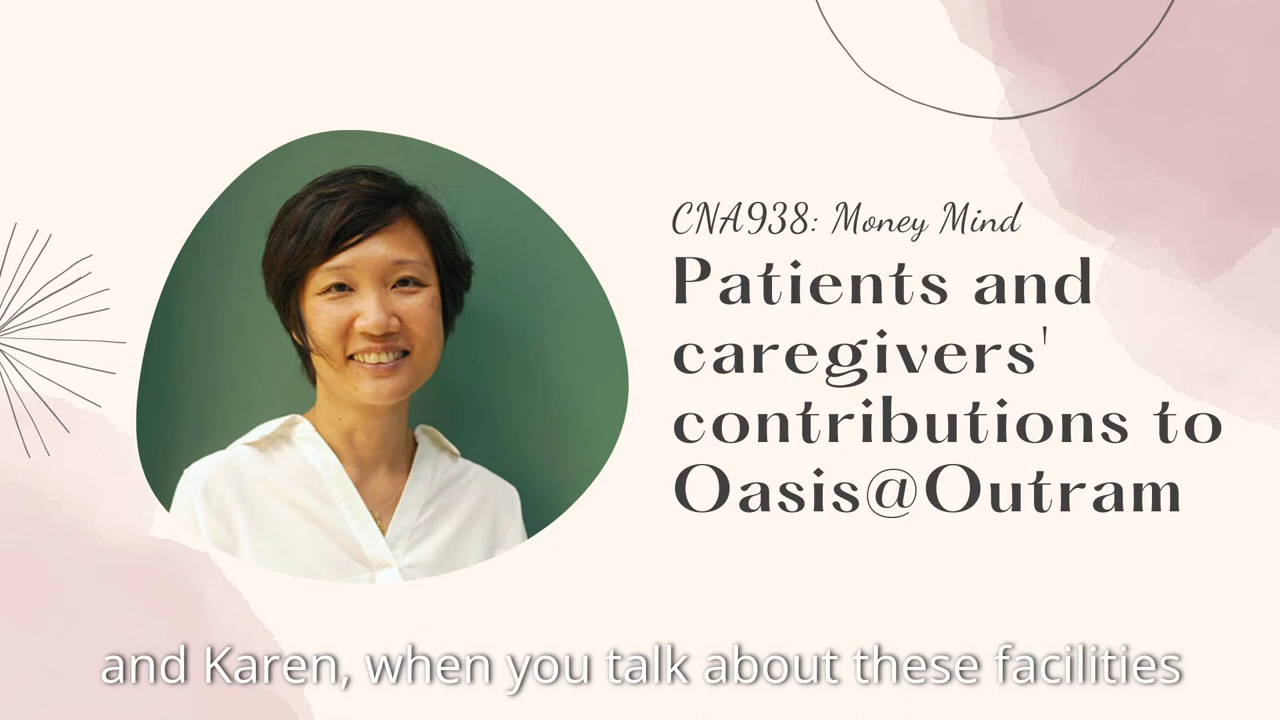 CNA938: Money Mind
Patients and
caregivers'
contributions to
Oasis@Outram
and Karen, when you talk about these facilities